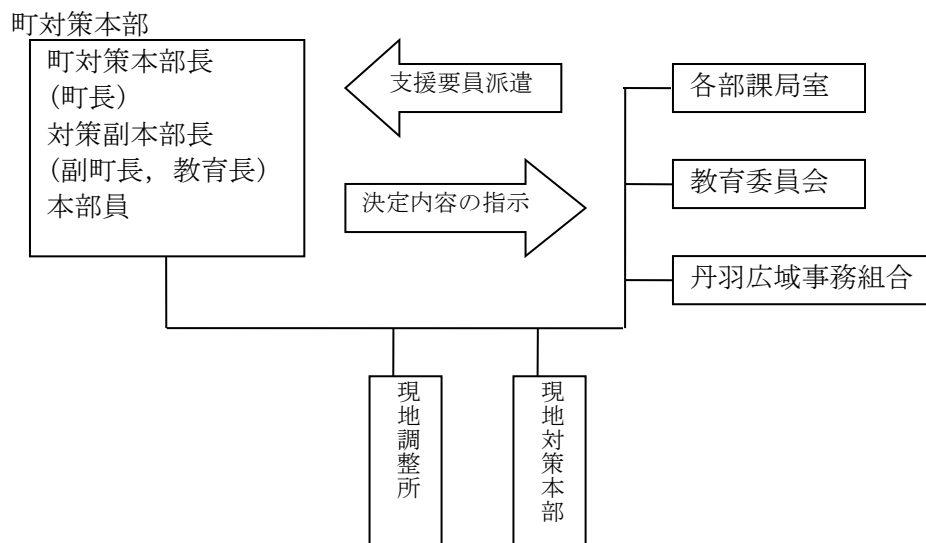 町対策本部
町対策本部長
(町長)
対策副本部長
(副町長，教育長)
本部員
支援要員派遣
決定内容の指示
各部課局室
教育委員会
丹羽広域事務組合
現地調整所
現地対策本部